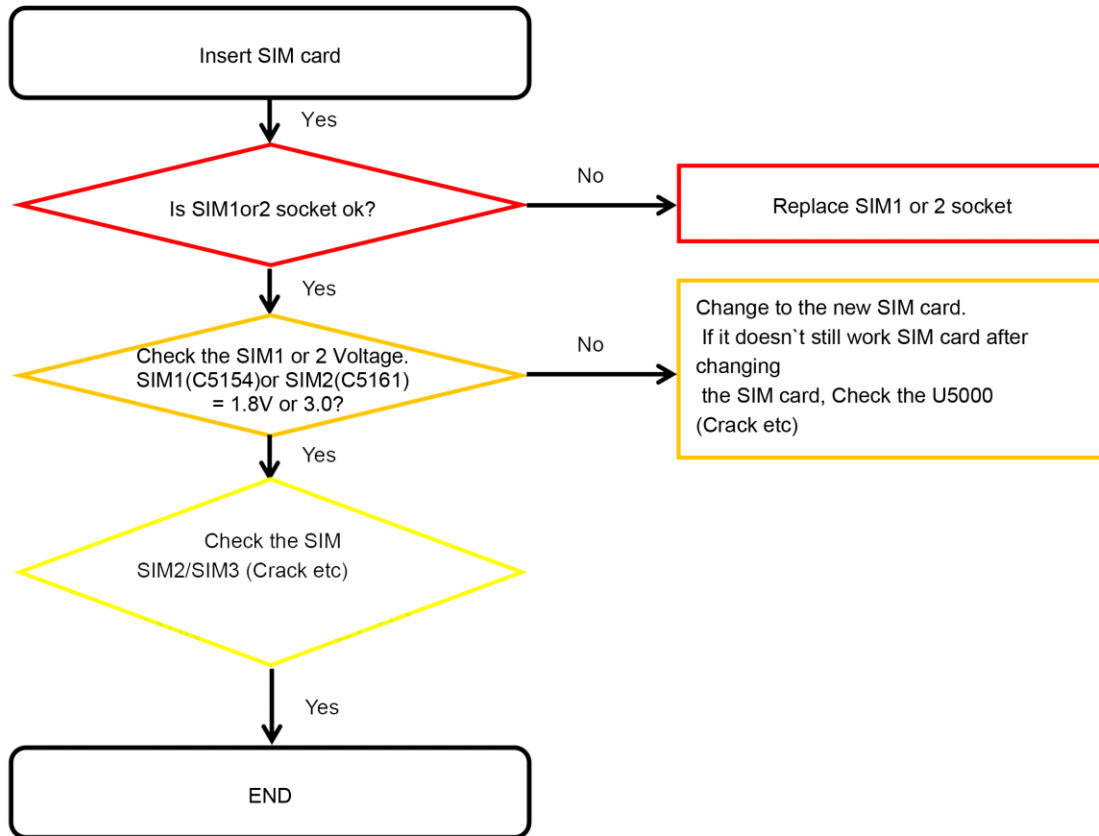 Insert SIM card
Yes
Is SIM1or2 socket ok?
No
Replace SIM1 or 2 socket
Yes
Check the SIM1 or 2 Voltage.
SIM1(C5154)or SIM2(C5161)
= 1.8V or 3.0?
No
Change to the new SIM card.
If it doesn`t still work SIM card after
changing
the SIM card, Check the U5000
(Crack etc)
Yes
Check the SIM
SIM2/SIM3 (Crack etc)
Yes
END